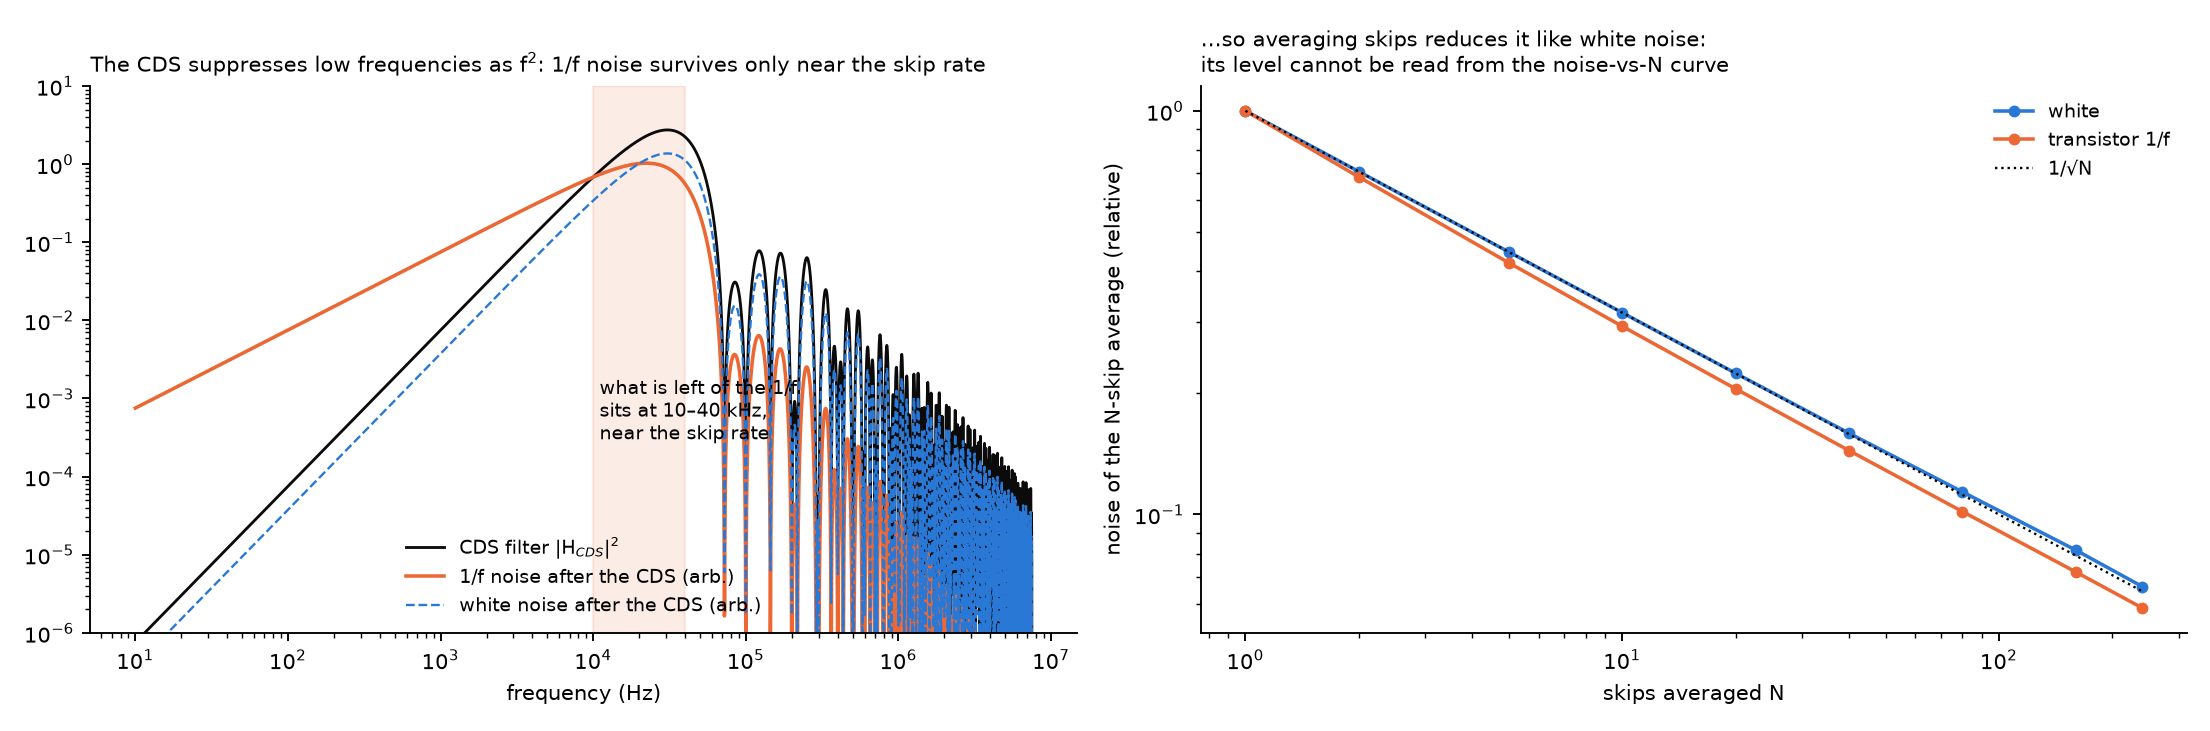 The CDS suppresses low frequencies as f²: 1/f noise survives only near the skip rate
10¹
10⁰
10⁻¹
10⁻²
10⁻³
10⁻⁴
10⁻⁵
10⁻⁶
what is left of the 1/f
sits at 10–40 kHz,
near the skip rate
CDS filter |H_CDS|²
1/f noise after the CDS (arb.)
white noise after the CDS (arb.)
10¹ 10² 10³ 10⁴ 10⁵ 10⁶ 10⁷
frequency (Hz)
...so averaging skips reduces it like white noise:
its level cannot be read from the noise-vs-N curve
noise of the N-skip average (relative)
10⁰
10⁻¹
white
transistor 1/f
1/√N
10⁰ 10¹ 10²
skips averaged N